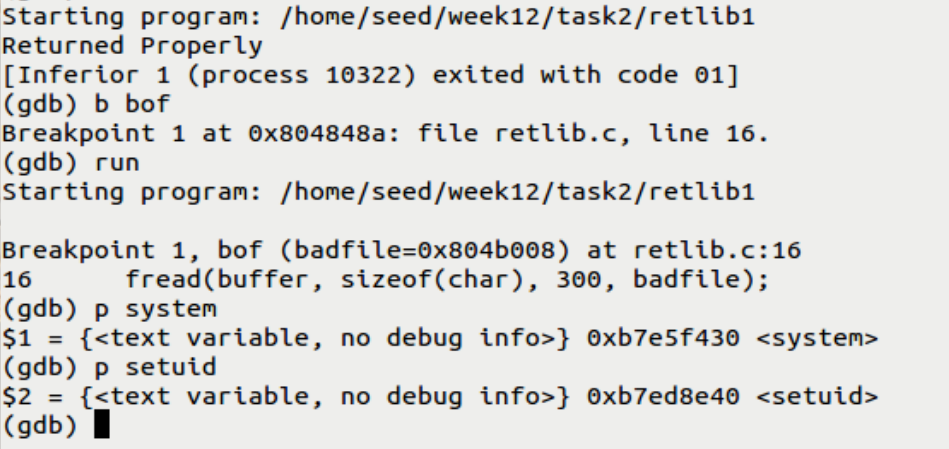 Starting program: /home/seed/week12/task2/retlib1
Returned Properly
[Inferior 1 (process 10322) exited with code 01]
(gdb) b bof
Breakpoint 1 at 0x804848a: file retlib.c, line 16.
(gdb) run
Starting program: /home/seed/week12/task2/retlib1

Breakpoint 1, bof (badfile=0x804b008) at retlib.c:16
16      fread(buffer, sizeof(char), 300, badfile);
(gdb) p system
$1 = {<text variable, no debug info>} 0xb7e5f430 <system>
(gdb) p setuid
$2 = {<text variable, no debug info>} 0xb7ed8e40 <setuid>
(gdb)